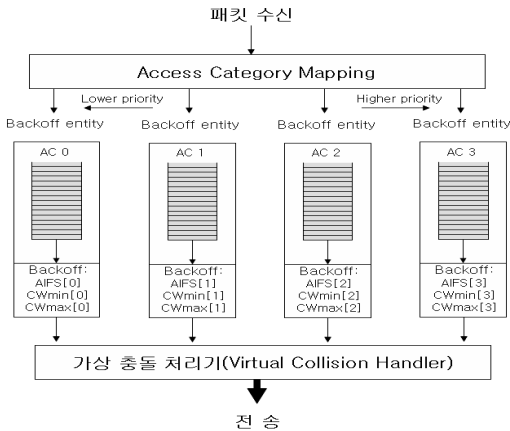 패킷 수신
Access Category Mapping
Lower priority
Higher priority
Backoff entity
Backoff entity
Backoff entity
Backoff entity
AC 0
AC 1
AC 2
AC 3
Backoff:
AIFS[0]
CWmin[0]
CWmax[0]
Backoff:
AIFS[1]
CWmin[1]
CWmax[1]
Backoff:
AIFS[2]
CWmin[2]
CWmax[2]
Backoff:
AIFS[3]
CWmin[3]
CWmax[3]
가상 충돌 처리기(Virtual Collision Handler)
전 송